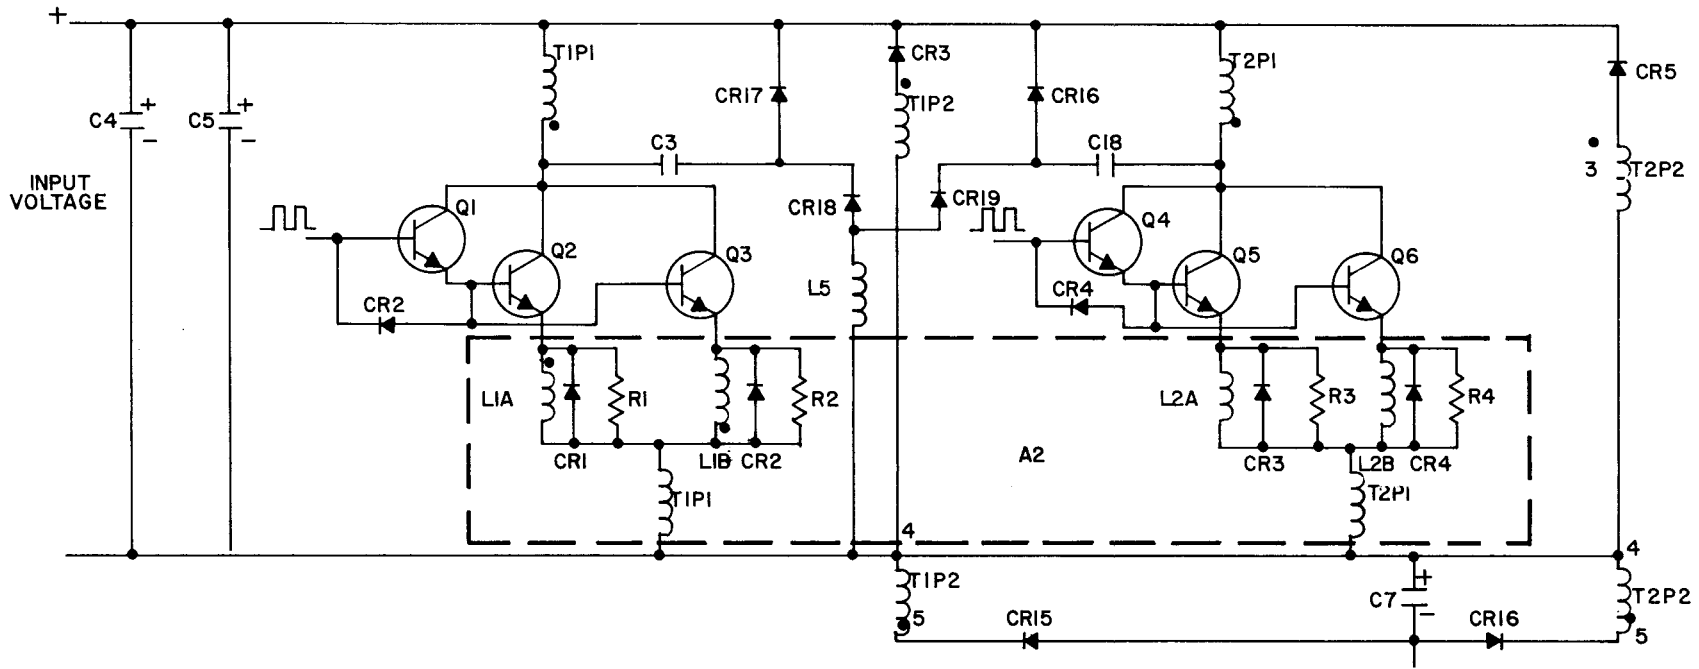 +
T1P1
CR3
T2P1
CR5
CR17
T1P2
CR16
C4
+
-
C5
+
-
C3
C18
3
T2P2
INPUT
VOLTAGE
Q1
CR18
CR19
Q4
Q2
Q3
Q5
Q6
CR2
L5
CR4
L1A
R1
R2
L2A
R3
R4
CR1
L1B
CR2
A2
CR3
L2B
CR4
T1P1
T2P1
4
4
T1P2
5
C7
+
-
T2P2
5
CR15
CR16